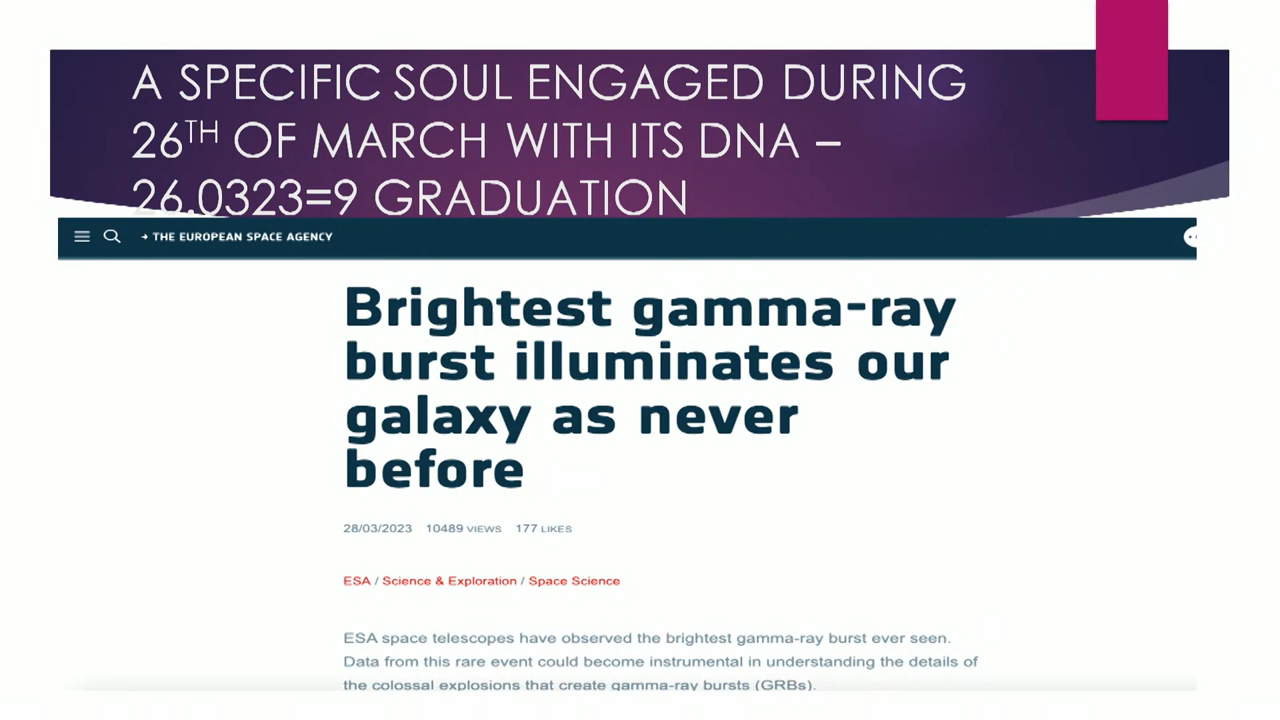 A SPECIFIC SOUL ENGAGED DURING
26TH OF MARCH WITH ITS DNA –
26.0323=9 GRADUATION
→ THE EUROPEAN SPACE AGENCY
Brightest gamma-ray
burst illuminates our
galaxy as never
before
28/03/2023 10489 VIEWS 177 LIKES
ESA / Science & Exploration / Space Science
ESA space telescopes have observed the brightest gamma-ray burst ever seen.
Data from this rare event could become instrumental in understanding the details of
the colossal explosions that create gamma-ray bursts (GRBs).